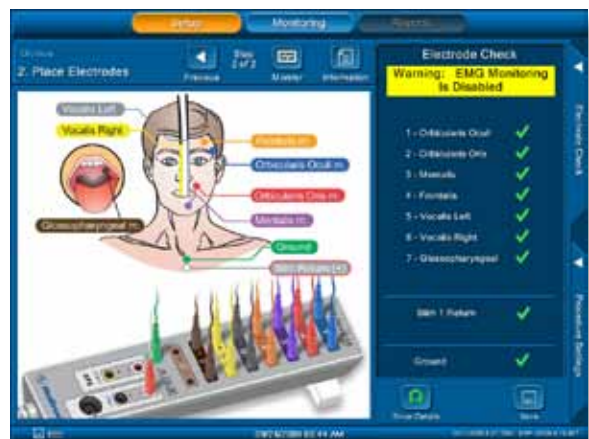 Setup
Monitoring
Reports
2. Place Electrodes
Previous
Step
2 of 2
Monitor
Information
Electrode Check
Warning: EMG Monitoring
Is Disabled
Vocalis Left
Vocalis Right
Frontalis m.
Orbicularis Oculi m.
Orbicularis Oris m.
Mentalis m.
Glossopharyngeal m.
Ground
Stim Return (+)
1 - Orbicularis Oculi
2 - Orbicularis Oris
3 - Mentalis
4 - Frontalis
5 - Vocalis Left
6 - Vocalis Right
7 - Glossopharyngeal
Stim 1 Return
Ground
Show Details
Electrode Check
Procedure Settings